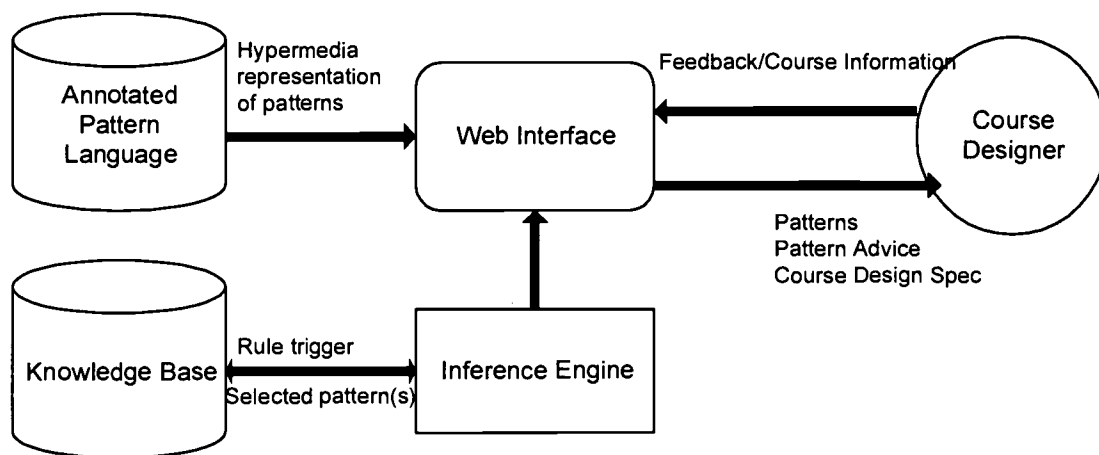 Hypermedia
representation
of patterns
Annotated
Pattern
Language
Web Interface
Feedback/Course Information
Course
Designer
Patterns
Pattern Advice
Course Design Spec
Knowledge Base
Rule trigger
Selected pattern(s)
Inference Engine